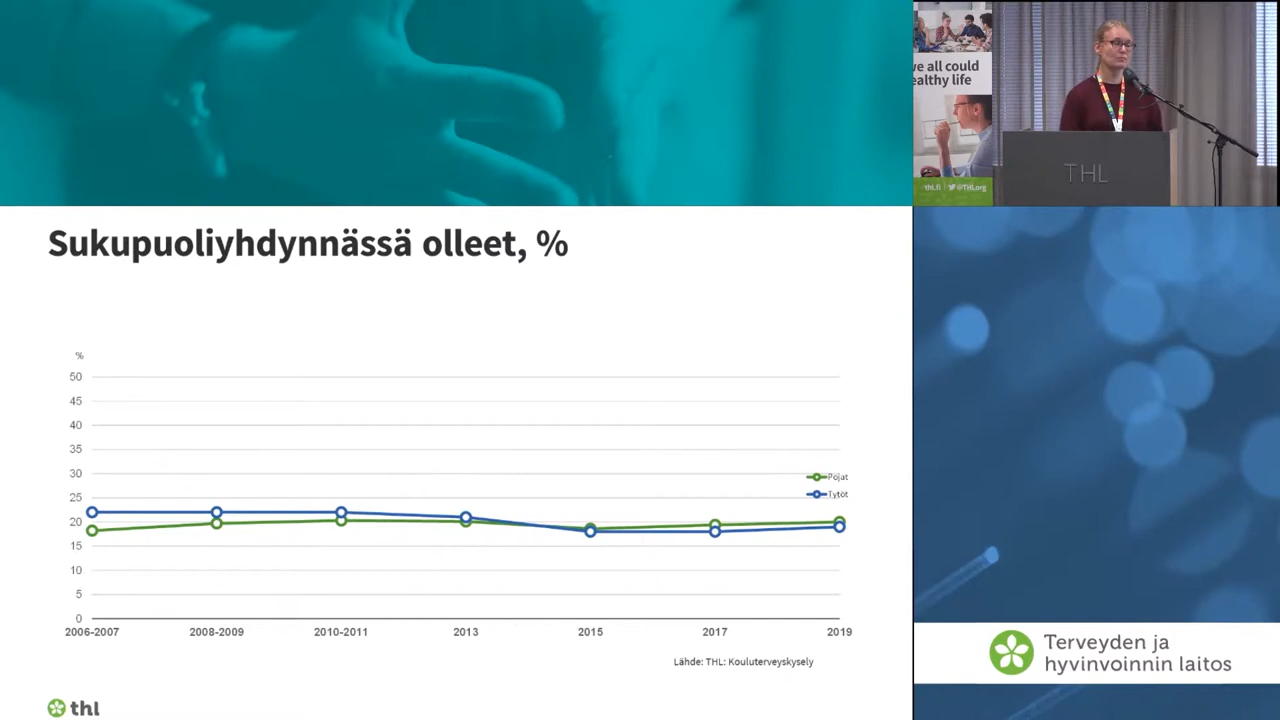 we all could
ealthy life
thl.fi | @THLorg
THL
Sukupuoliyhdynnässä olleet, %
%
50
45
40
35
30
25
20
15
10
5
0
Pojat
Tytöt
2006-2007 2008-2009 2010-2011 2013 2015 2017 2019
Lähde: THL: Kouluterveyskysely
thl
Terveyden ja
hyvinvoinnin laitos